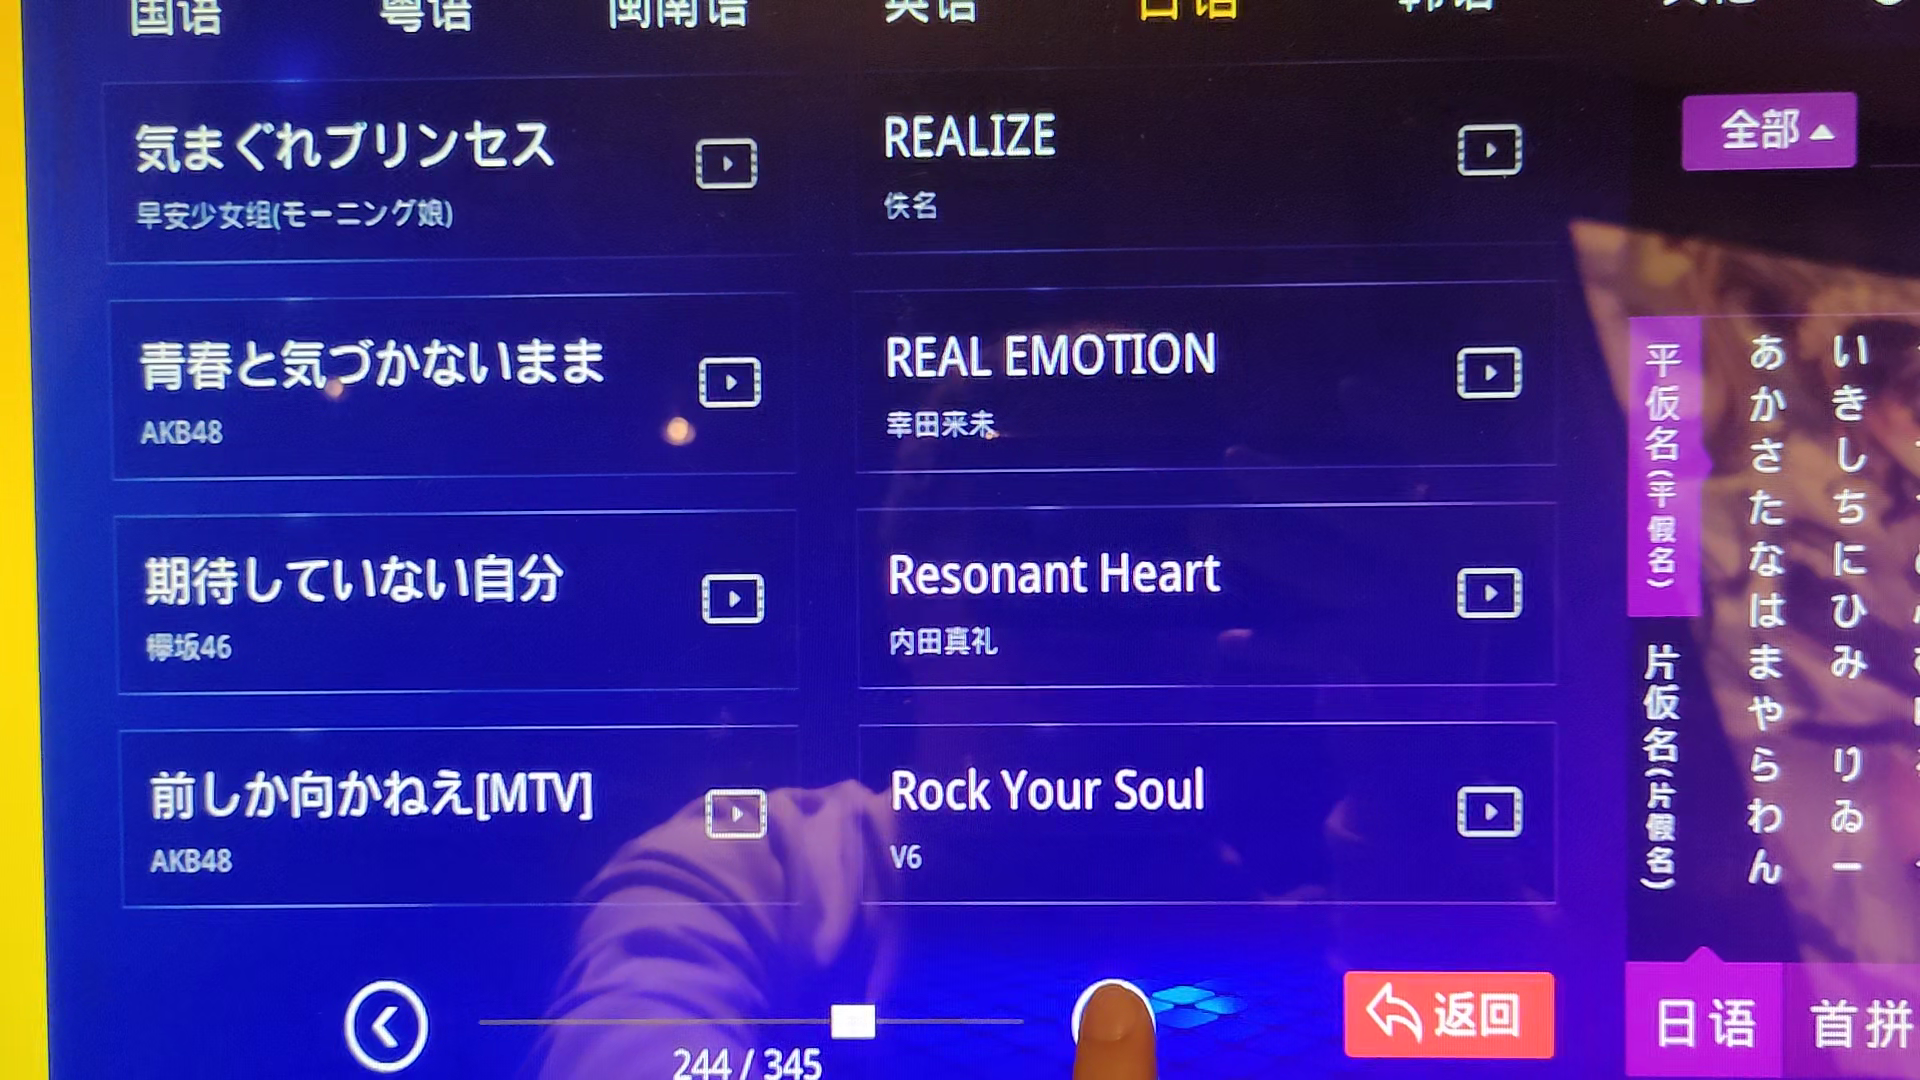 国语 粤语 闽南语 英语 日语 韩语 其他
気まぐれプリンセス
早安少女组(モーニング娘)
REALIZE
佚名
青春と気づかないまま
AKB48
REAL EMOTION
幸田来未
期待していない自分
欅坂46
Resonant Heart
内田真礼
前しか向かねえ[MTV]
AKB48
Rock Your Soul
V6
244 / 345
返回
全部
平仮名(平假名)
片仮名(片假名)
あかさたなはまやらわん
いきしちにひみ りゐー
日语
首拼